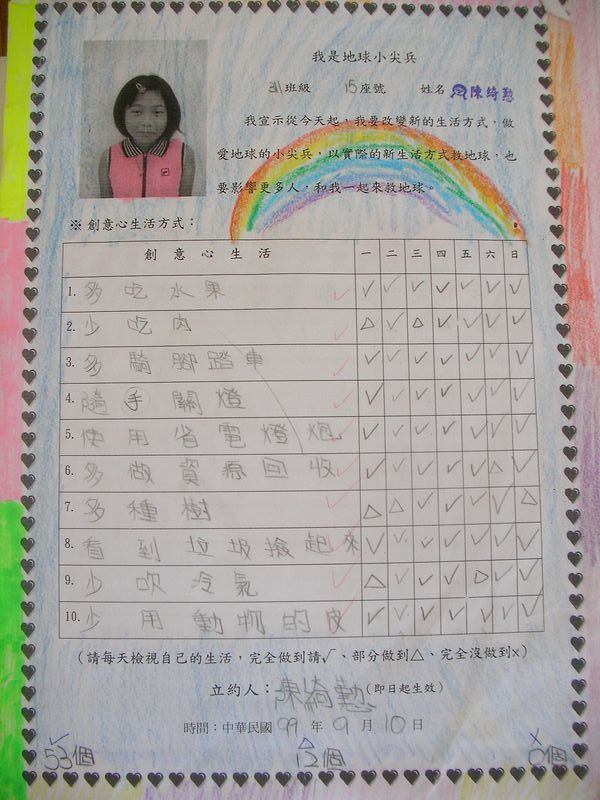 我是地球小尖兵
31班級 15座號 姓名 陳綺懃
我宣示從今天起，我要改變新的生活方式，做
愛地球的小尖兵，以實際的新生活方式救地球，也
要影響更多人，和我一起來救地球。
※ 創意心生活方式：
創意心生活 一 二 三 四 五 六 日
1. 多吃水果 ✓ ✓ ✓ ✓ ✓ ✓ ✓ ✓
2. 少吃肉 ✓ △ ✓ △ ✓ ✓ ✓ ✓
3. 多騎腳踏車 ✓ ✓ ✓ ✓ ✓ ✓ ✓ ✓
4. 隨手關燈 ✓ ✓ ✓ ✓ ✓ ✓ ✓ ✓
5. 使用省電燈炮 ✓ ✓ ✓ ✓ ✓ ✓ ✓ ✓
6. 多做資源回收 ✓ ✓ ✓ ✓ ✓ ✓ △ ✓
7. 多種樹 ✓ △ △ ✓ ✓ ✓ ✓ △
8. 看到垃圾撿起來 ✓ ✓ ✓ ✓ ✓ ✓ ✓
9. 少吹冷氣 ✓ △ ✓ ✓ ✓ △ ✓ ✓
10. 少用動物的皮 ✓ ✓ ✓ ✓ ✓ ✓ ✓ ✓
(請每天檢視自己的生活，完全做到請√、部分做到△、完全沒做到×)
立約人：陳綺懃(即日起生效)
時間：中華民國 99 年 9 月 10 日
✓ △ X
53個 12個 0個